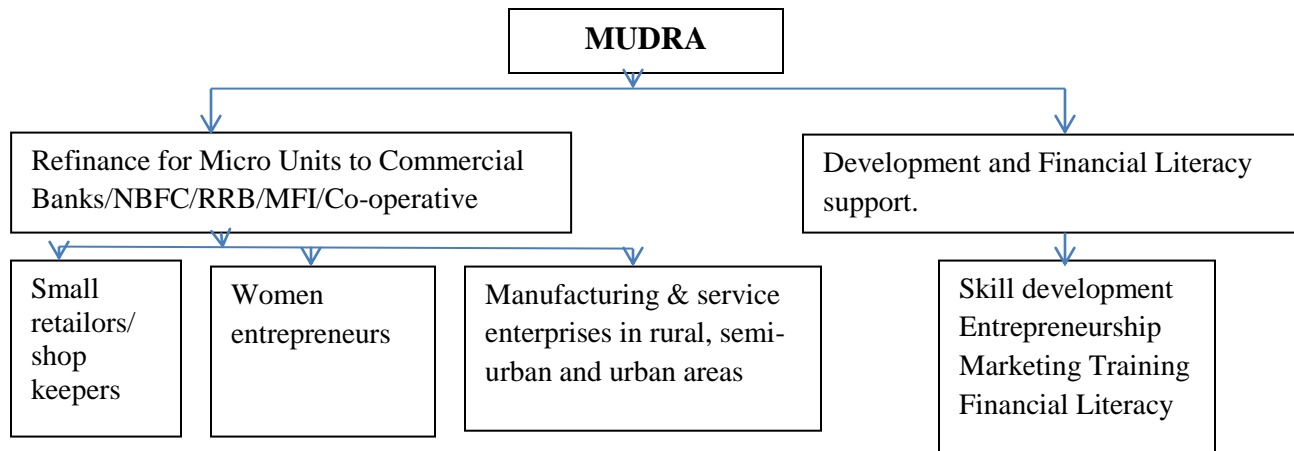 MUDRA
Refinance for Micro Units to Commercial
Banks/NBFC/RRB/MFI/Co-operative
Development and Financial Literacy
support.
Small
retailors/
shop
keepers
Women
entrepreneurs
Manufacturing & service
enterprises in rural, semi-
urban and urban areas
Skill development
Entrepreneurship
Marketing Training
Financial Literacy